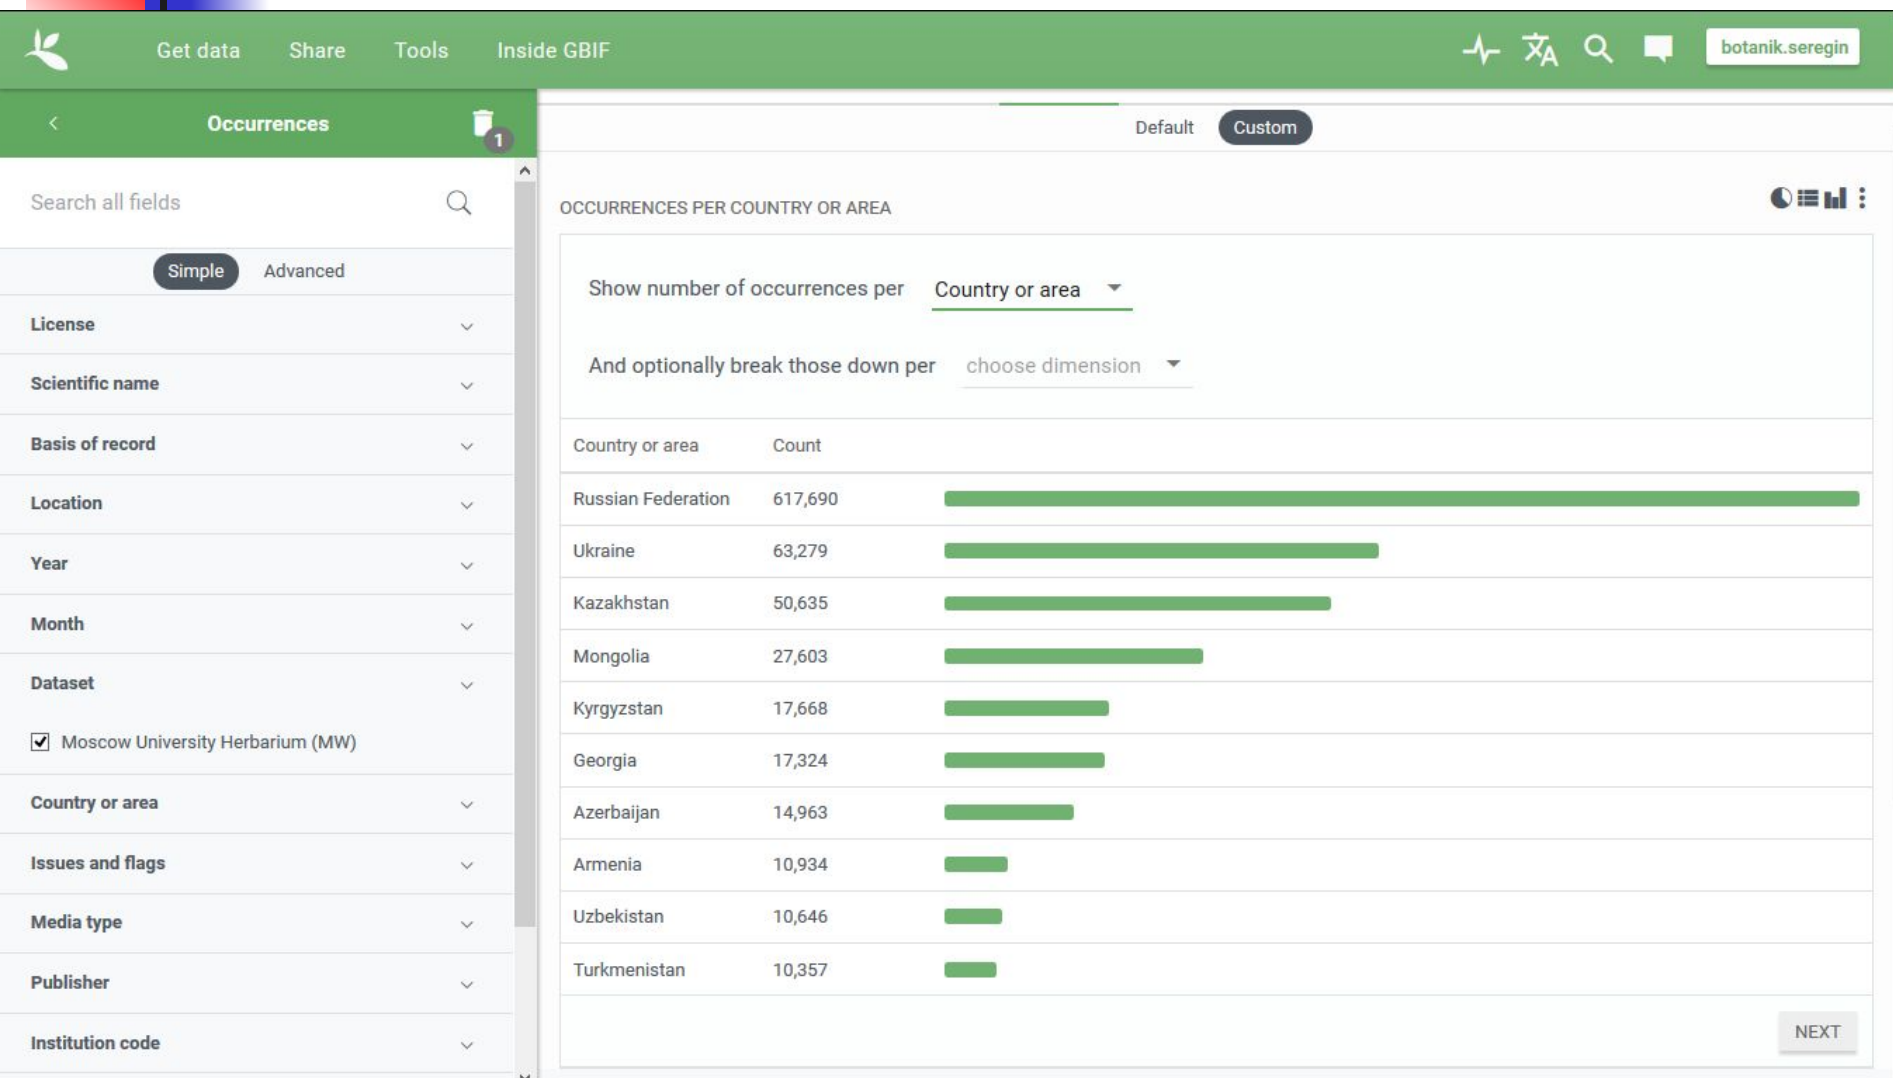 Get data Share Tools Inside GBIF botanik.seregin
Occurrences 1
Search all fields
Simple Advanced
License
Scientific name
Basis of record
Location
Year
Month
Dataset
Moscow University Herbarium (MW)
Country or area
Issues and flags
Media type
Publisher
Institution code
Default Custom
OCCURRENCES PER COUNTRY OR AREA
Show number of occurrences per Country or area
And optionally break those down per choose dimension
Country or area Count
Russian Federation 617,690
Ukraine 63,279
Kazakhstan 50,635
Mongolia 27,603
Kyrgyzstan 17,668
Georgia 17,324
Azerbaijan 14,963
Armenia 10,934
Uzbekistan 10,646
Turkmenistan 10,357
NEXT